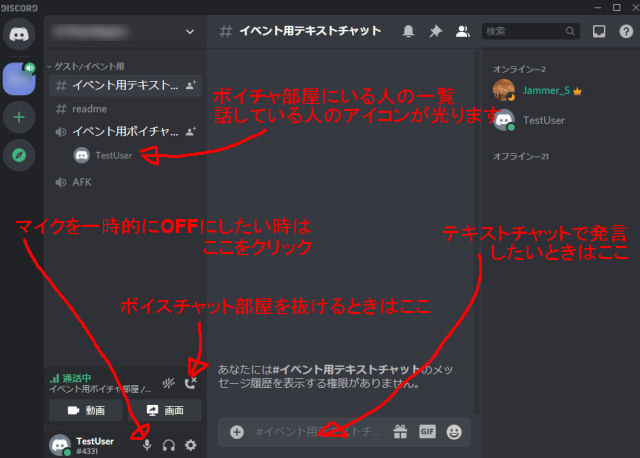 DISCORD
# イベント用テキストチャット
検索
ゲスト/イベント用
# イベント用テキスト...
# readme
イベント用ボイチャ...
TestUser
AFK
ボイチャ部屋にいる人の一覧
話している人のアイコンが光ります
オンライン―2
Jammer_S
TestUser
オフライン―21
マイクを一時的にOFFにしたい時は
ここをクリック
テキストチャットで発言
したいときはここ
ボイスチャット部屋を抜けるときはここ
あなたには#イベント用テキストチャットのメッ
セージ履歴を表示する権限がありません。
通話中
イベント用ボイチャ部屋 /...
動画
画面
TestUser
#4331
#イベント用テキストチ...
GIF